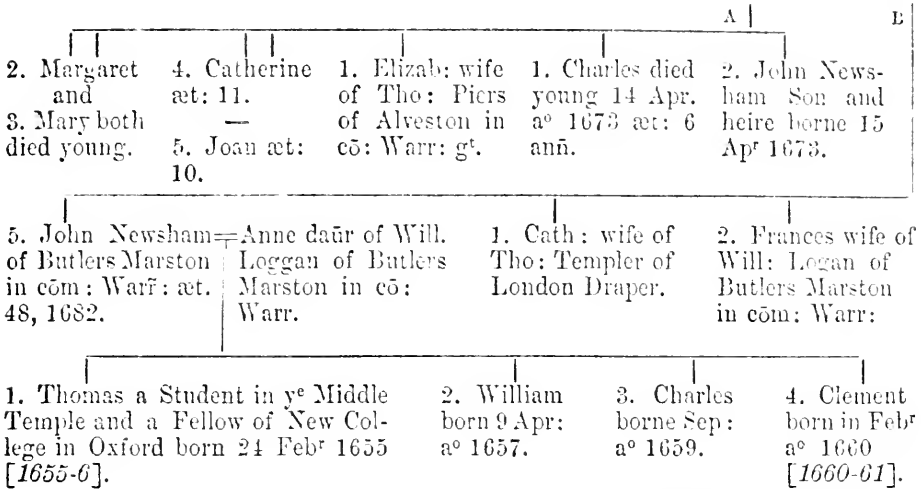 A B
2. Margaret
and
3. Mary both
died young.
4. Catherine
æt: 11.
—
5. Joan æt:
10.
1. Elizab: wife
of Tho: Piers
of Alveston in
cō: Warr: gᵗ.
1. Charles died
young 14 Apr.
aº 1673 æt: 6
ann̄.
2. John News-
ham Son and
heire borne 15
Apʳ 1673.
5. John Newsham
of Butlers Marston
in cōm: Warr̄: æt.
48, 1682.
Anne daūr of Will.
Loggan of Butlers
Marston in cō:
Warr.
1. Cath: wife of
Tho: Templer of
London Draper.
2. Frances wife of
Will: Logan of
Butlers Marston
in cōm: Warr:
1. Thomas a Student in yᵉ Middle
Temple and a Fellow of New Col-
lege in Oxford born 24 Febʳ 1655
[1655-6].
2. William
born 9 Apr:
aº 1657.
3. Charles
borne Sep:
aº 1659.
4. Clement
born in Febʳ
aº 1660
[1660-61].